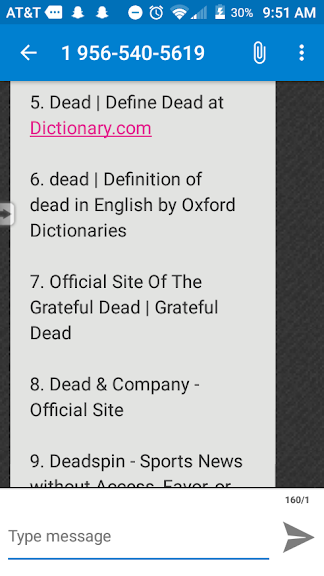 AT&T 30% 9:51 AM
1 956-540-5619
5. Dead | Define Dead at
Dictionary.com
6. dead | Definition of
dead in English by Oxford
Dictionaries
7. Official Site Of The
Grateful Dead | Grateful
Dead
8. Dead & Company -
Official Site
9. Deadspin - Sports News
without Access, Favor, or
160/1
Type message